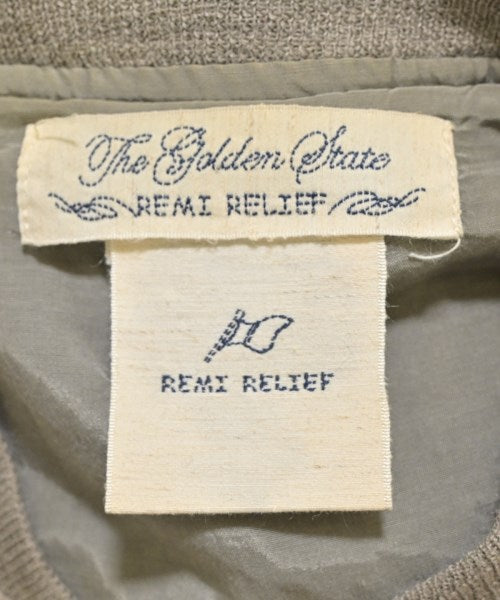 The Golden State
REMI RELIEF
REMI RELIEF